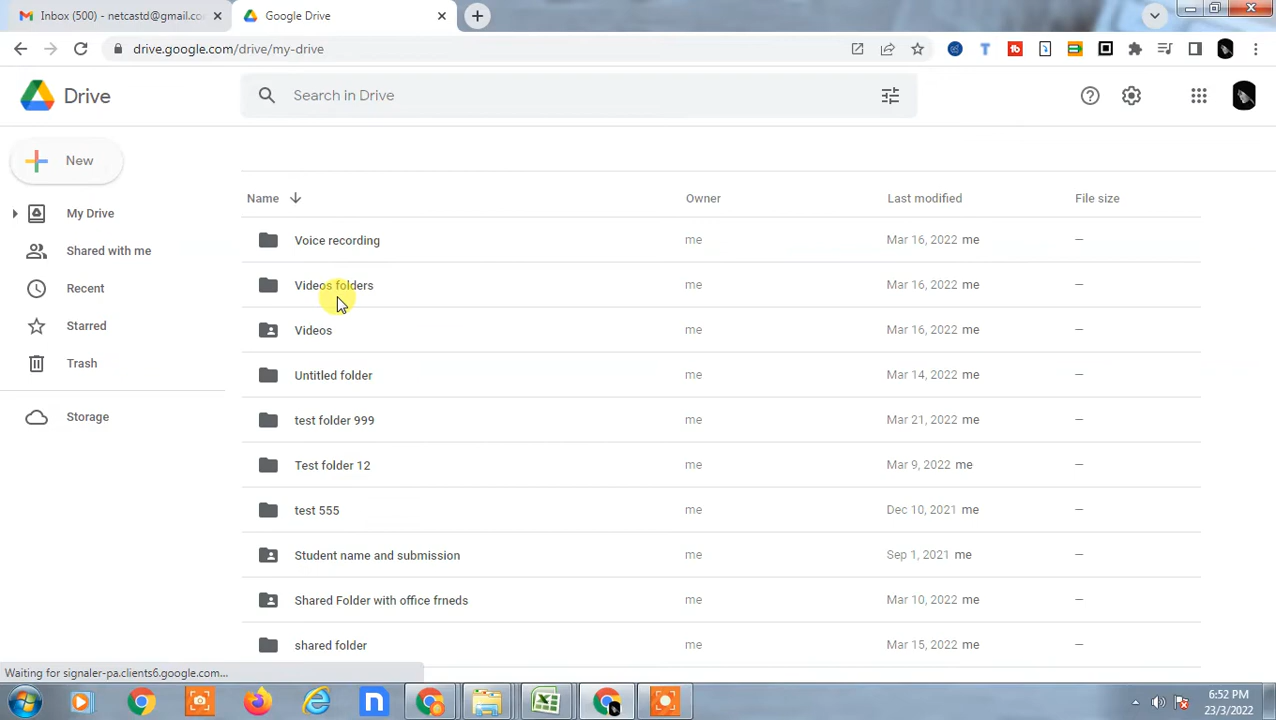 Inbox (500) - netcastd@gmail.co
Google Drive
drive.google.com/drive/my-drive
Drive
Search in Drive
New
My Drive
Shared with me
Recent
Starred
Trash
Storage
Name Owner Last modified File size
Voice recording me Mar 16, 2022 me –
Videos folders me Mar 16, 2022 me –
Videos me Mar 16, 2022 me –
Untitled folder me Mar 14, 2022 me –
test folder 999 me Mar 21, 2022 me –
Test folder 12 me Mar 9, 2022 me –
test 555 me Dec 10, 2021 me –
Student name and submission me Sep 1, 2021 me –
Shared Folder with office frneds me Mar 10, 2022 me –
shared folder me Mar 15, 2022 me –
Waiting for signaler-pa.clients6.google.com...
6:52 PM
23/3/2022